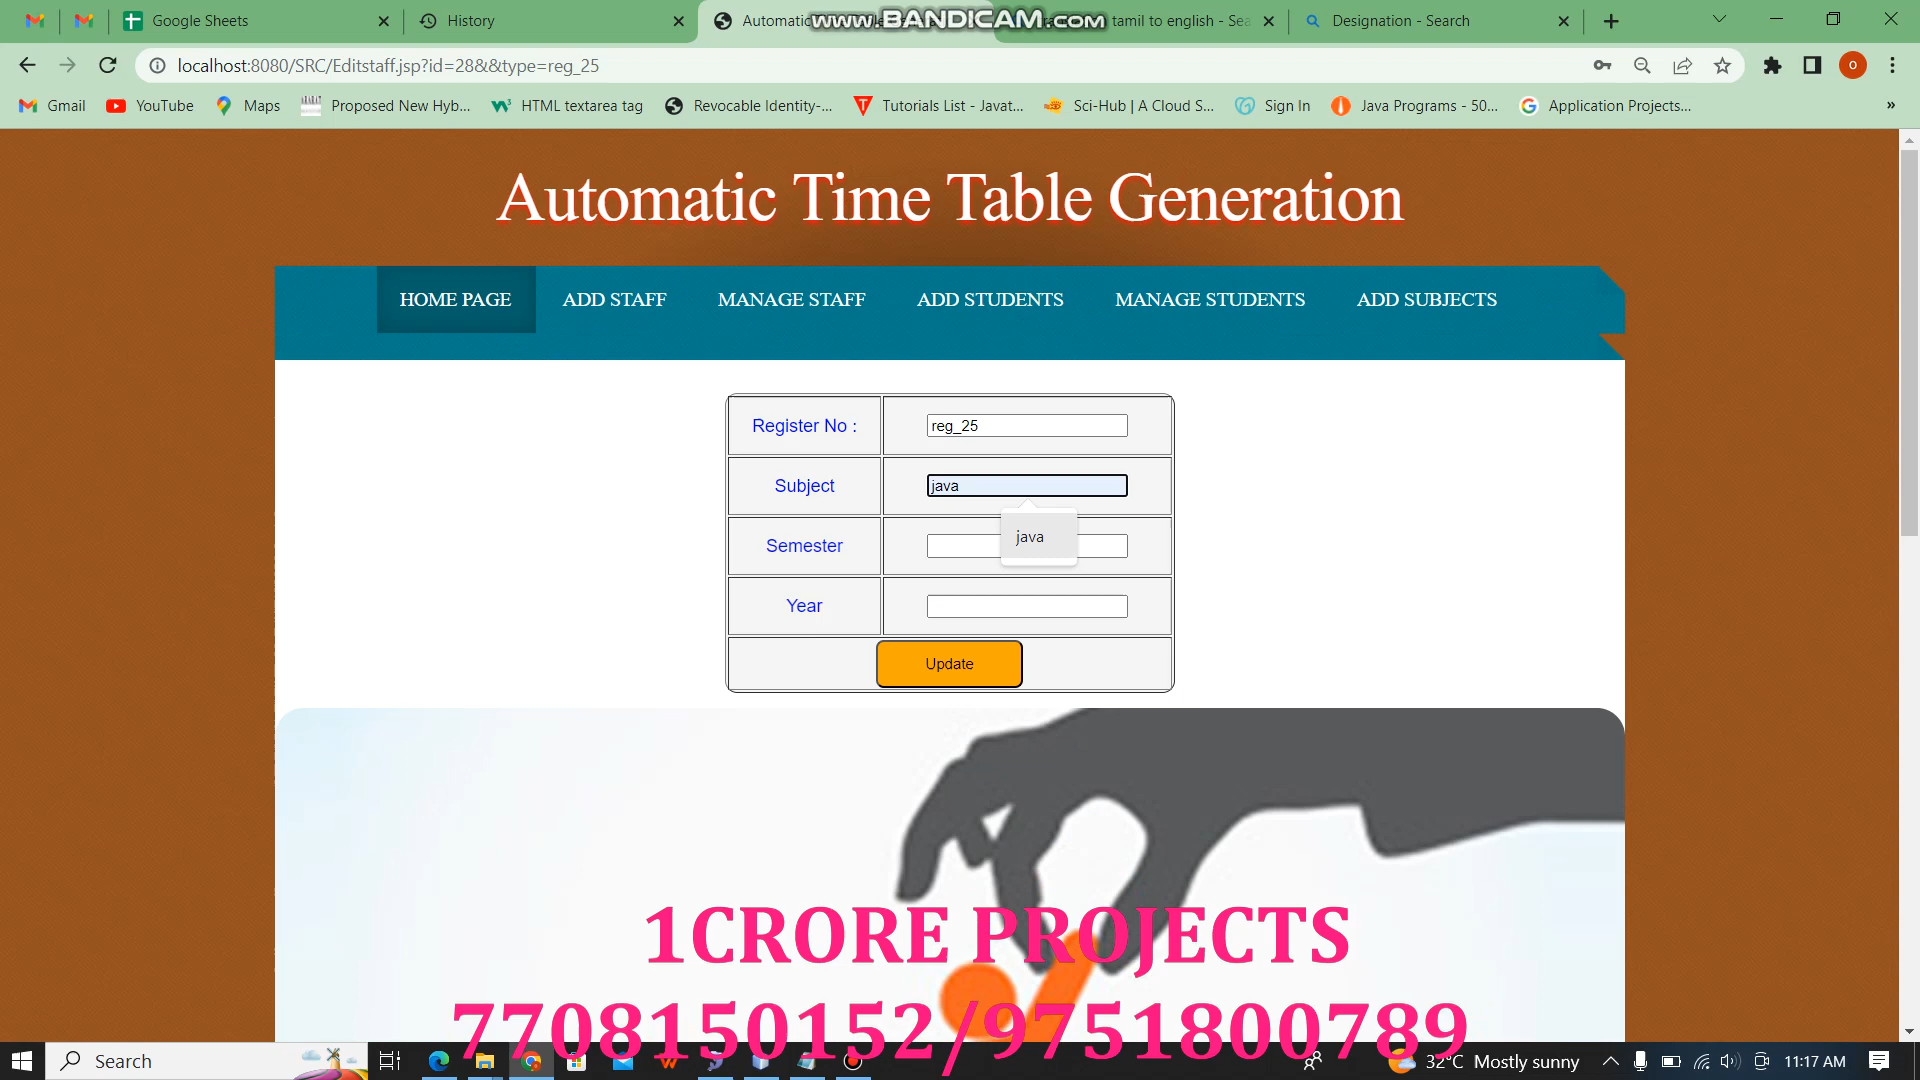 Google Sheets
History
Automatic
www.BANDICAM.com
tamil to english - Sea
Designation - Search
localhost:8080/SRC/Editstaff.jsp?id=28&&type=reg_25
o
Gmail
YouTube
Maps
Proposed New Hyb...
HTML textarea tag
Revocable Identity-...
Tutorials List - Javat...
Sci-Hub | A Cloud S...
Sign In
Java Programs - 50...
Application Projects...
»
Automatic Time Table Generation
HOME PAGE
ADD STAFF
MANAGE STAFF
ADD STUDENTS
MANAGE STUDENTS
ADD SUBJECTS
Register No :
reg_25
Subject
java
java
Semester
Year
Update
1CRORE PROJECTS
7708150152/9751800789
Search
32°C Mostly sunny
11:17 AM